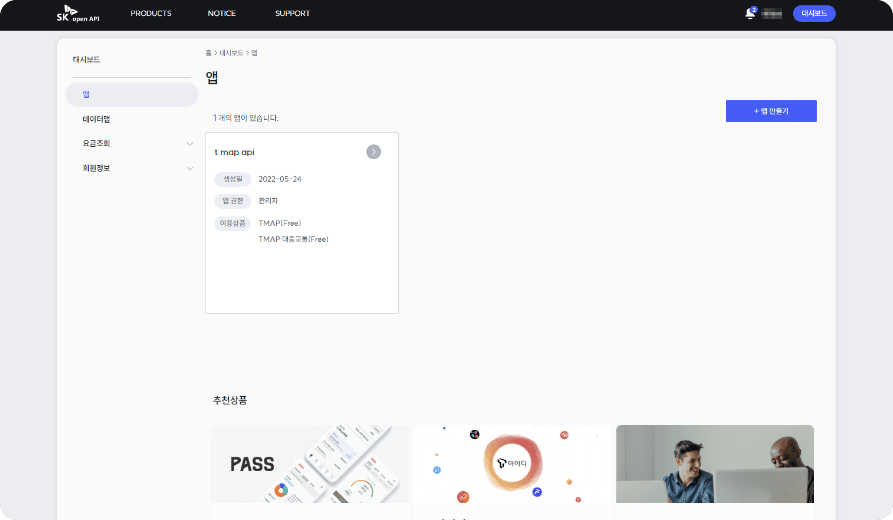 SK open API
PRODUCTS
NOTICE
SUPPORT
2
대시보드
대시보드
앱
데이터맵
요금조회
회원정보
홈 > 대시보드 > 앱
앱
1 개의 앱이 있습니다.
+ 앱 만들기
t map api
생성일 2022-05-24
앱 권한 관리자
이용상품 TMAP(Free)
TMAP 대중교통(Free)
추천상품
PASS
T아이디